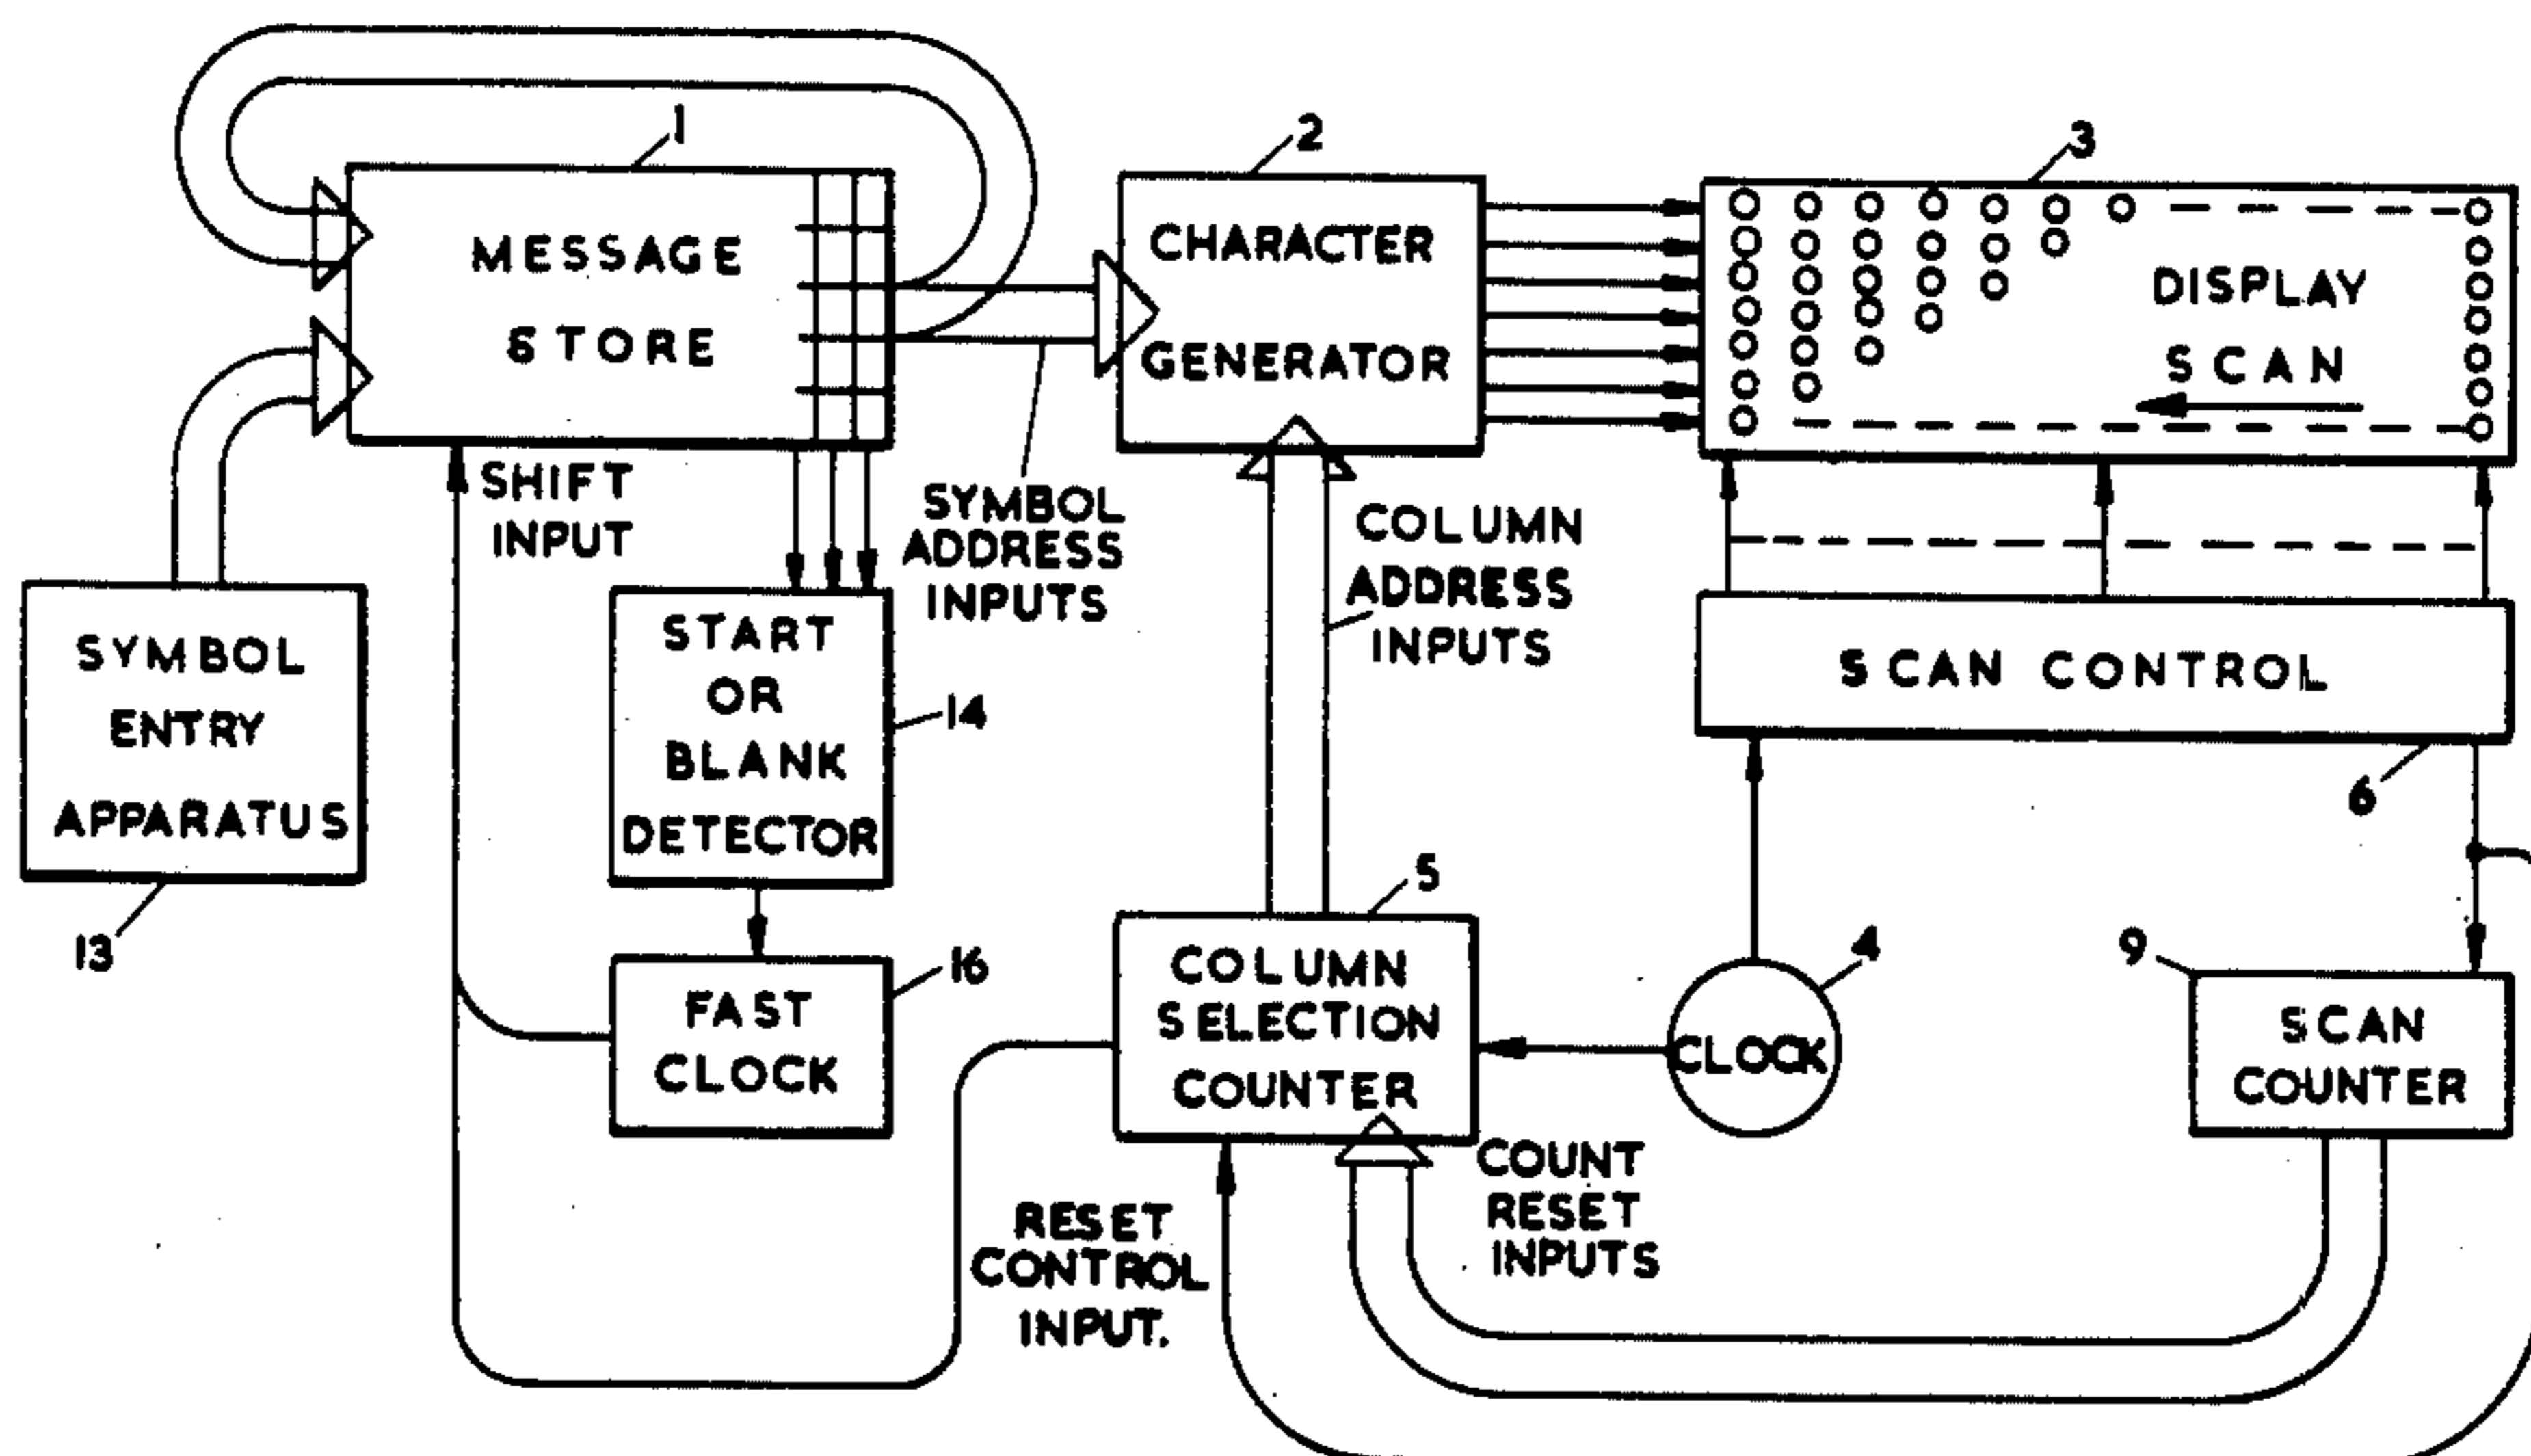 1
2
3
MESSAGE
STORE
CHARACTER
GENERATOR
DISPLAY
SCAN
SHIFT
INPUT
SYMBOL
ADDRESS
INPUTS
COLUMN
ADDRESS
INPUTS
SYMBOL
ENTRY
APPARATUS
13
START
OR
BLANK
DETECTOR
14
SCAN CONTROL
6
FAST
CLOCK
16
COLUMN
SELECTION
COUNTER
5
CLOCK
4
9
SCAN
COUNTER
RESET
CONTROL
INPUT.
COUNT
RESET
INPUTS